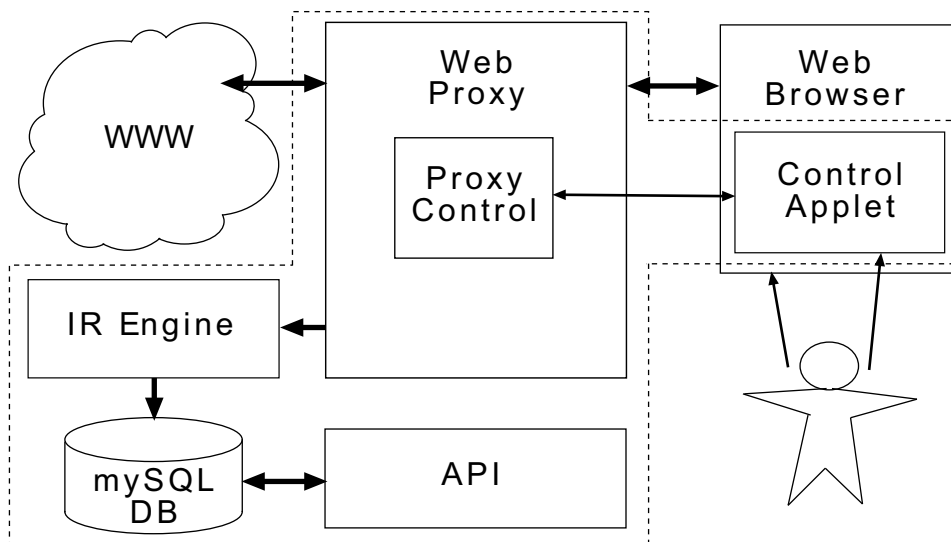 WWW
Web
Proxy
Proxy
Control
Web
Browser
Control
Applet
IR Engine
mySQL
DB
API